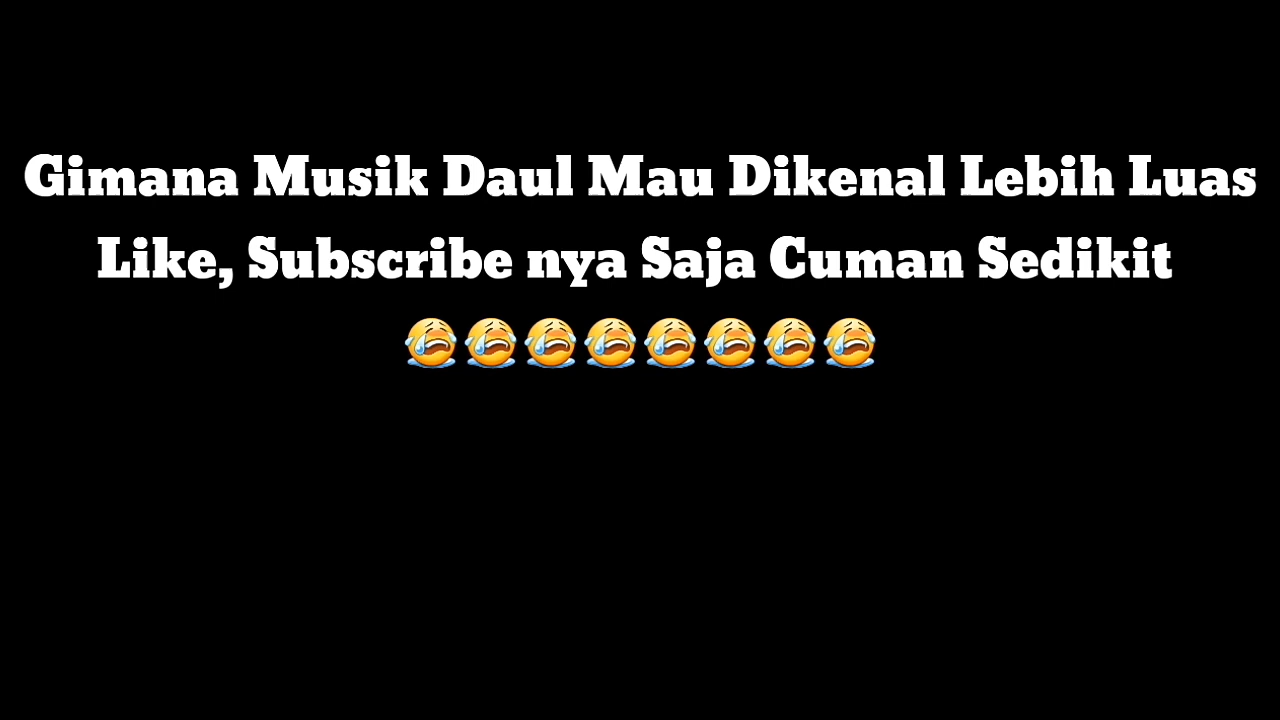 Gimana Musik Daul Mau Dikenal Lebih Luas
Like, Subscribe nya Saja Cuman Sedikit
😭😭😭😭😭😭😭😭